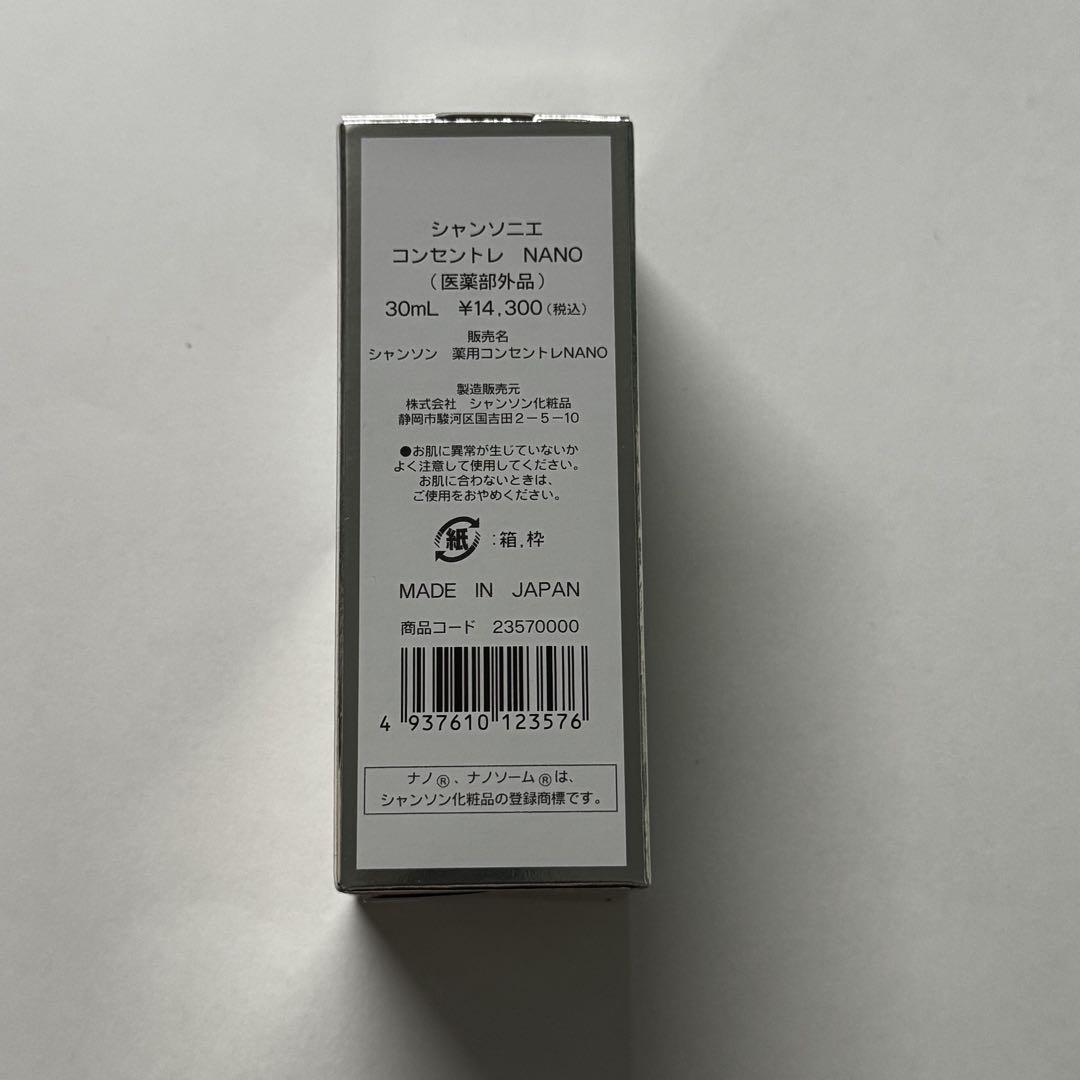 シャンソニエ
コンセントレ　NANO
（医薬部外品）
30mL　¥14,300（税込）
販売名
シャンソン　薬用コンセントレNANO
製造販売元
株式会社　シャンソン化粧品
静岡市駿河区国吉田2－5－10
●お肌に異常が生じていないか
よく注意して使用してください。
お肌に合わないときは、
ご使用をおやめください。
紙:箱,枠
MADE IN JAPAN
商品コード　23570000
4 937610 123576
ナノ®、ナノソーム®は、
シャンソン化粧品の登録商標です。